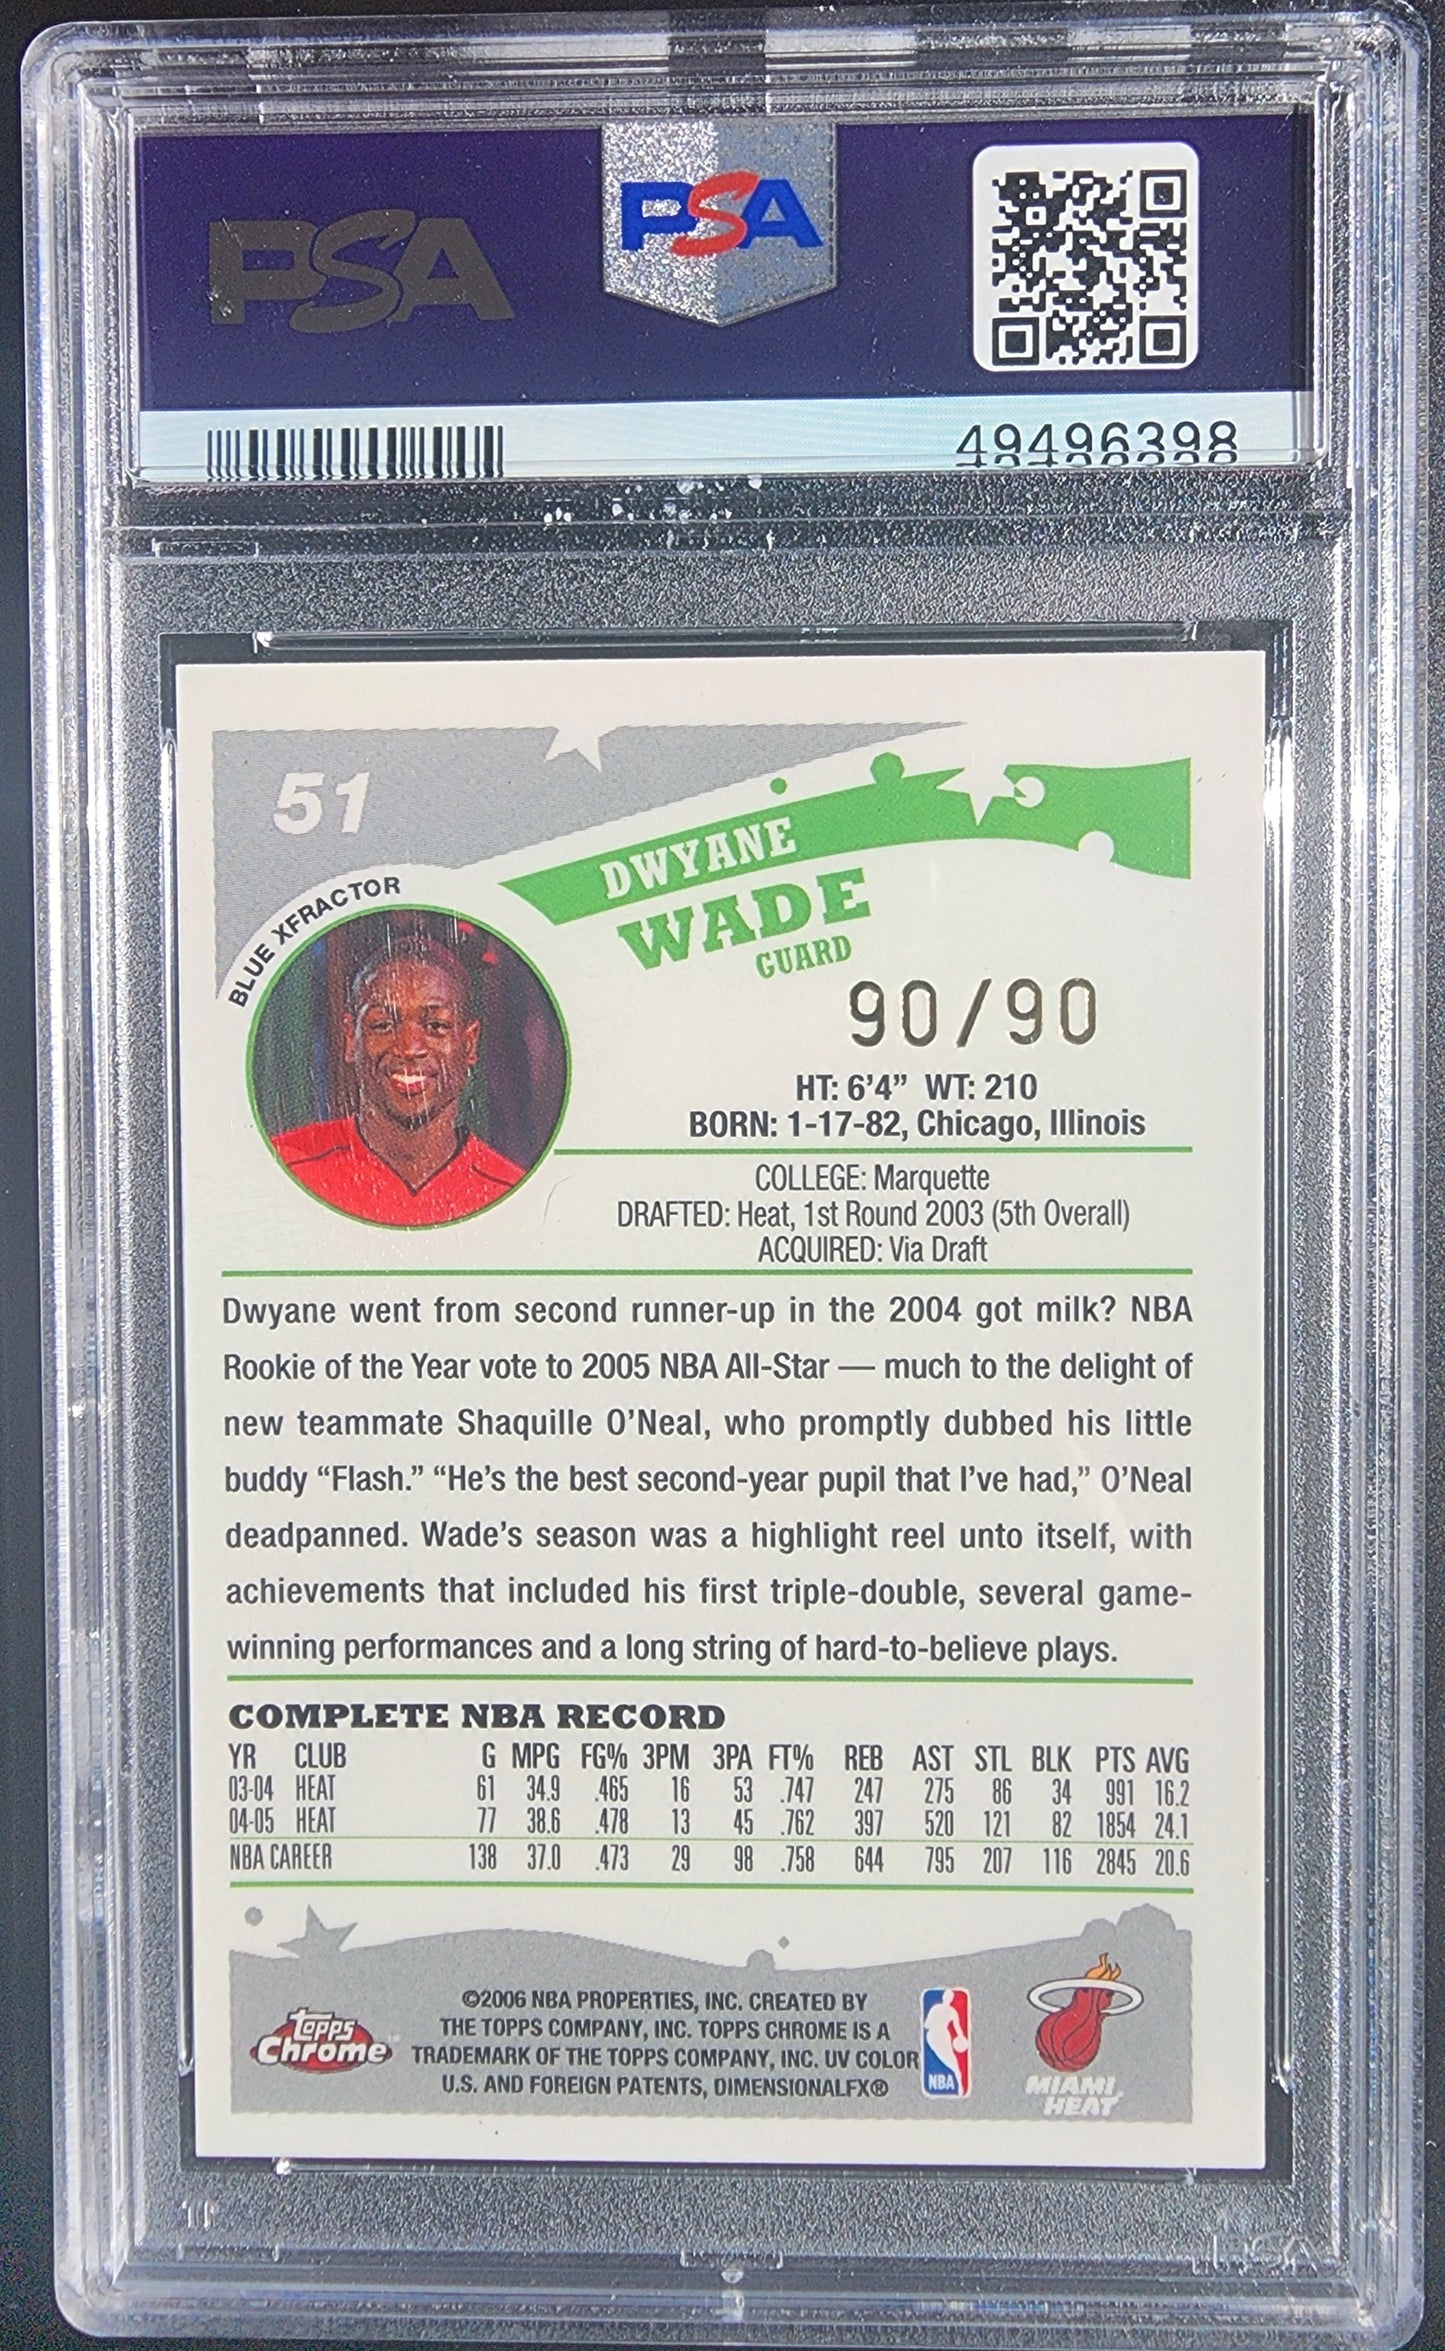 PSA
PSA
49496398
51
BLUE XFRACTOR
DWYANE
WADE
GUARD
90/90
HT: 6'4" WT: 210
BORN: 1-17-82, Chicago, Illinois
COLLEGE: Marquette
DRAFTED: Heat, 1st Round 2003 (5th Overall)
ACQUIRED: Via Draft
Dwyane went from second runner-up in the 2004 got milk? NBA
Rookie of the Year vote to 2005 NBA All-Star — much to the delight of
new teammate Shaquille O'Neal, who promptly dubbed his little
buddy “Flash.” “He's the best second-year pupil that I've had,” O'Neal
deadpanned. Wade's season was a highlight reel unto itself, with
achievements that included his first triple-double, several game-
winning performances and a long string of hard-to-believe plays.
COMPLETE NBA RECORD
YR CLUB G MPG FG% 3PM 3PA FT% REB AST STL BLK PTS AVG
03-04 HEAT 61 34.9 .465 16 53 .747 247 275 86 34 991 16.2
04-05 HEAT 77 38.6 .478 13 45 .762 397 520 121 82 1854 24.1
NBA CAREER 138 37.0 .473 29 98 .758 644 795 207 116 2845 20.6
©2006 NBA PROPERTIES, INC. CREATED BY
THE TOPPS COMPANY, INC. TOPPS CHROME IS A
TRADEMARK OF THE TOPPS COMPANY, INC. UV COLOR
U.S. AND FOREIGN PATENTS, DIMENSIONALFX®
topps
Chrome
NBA
MIAMI
HEAT
PSA